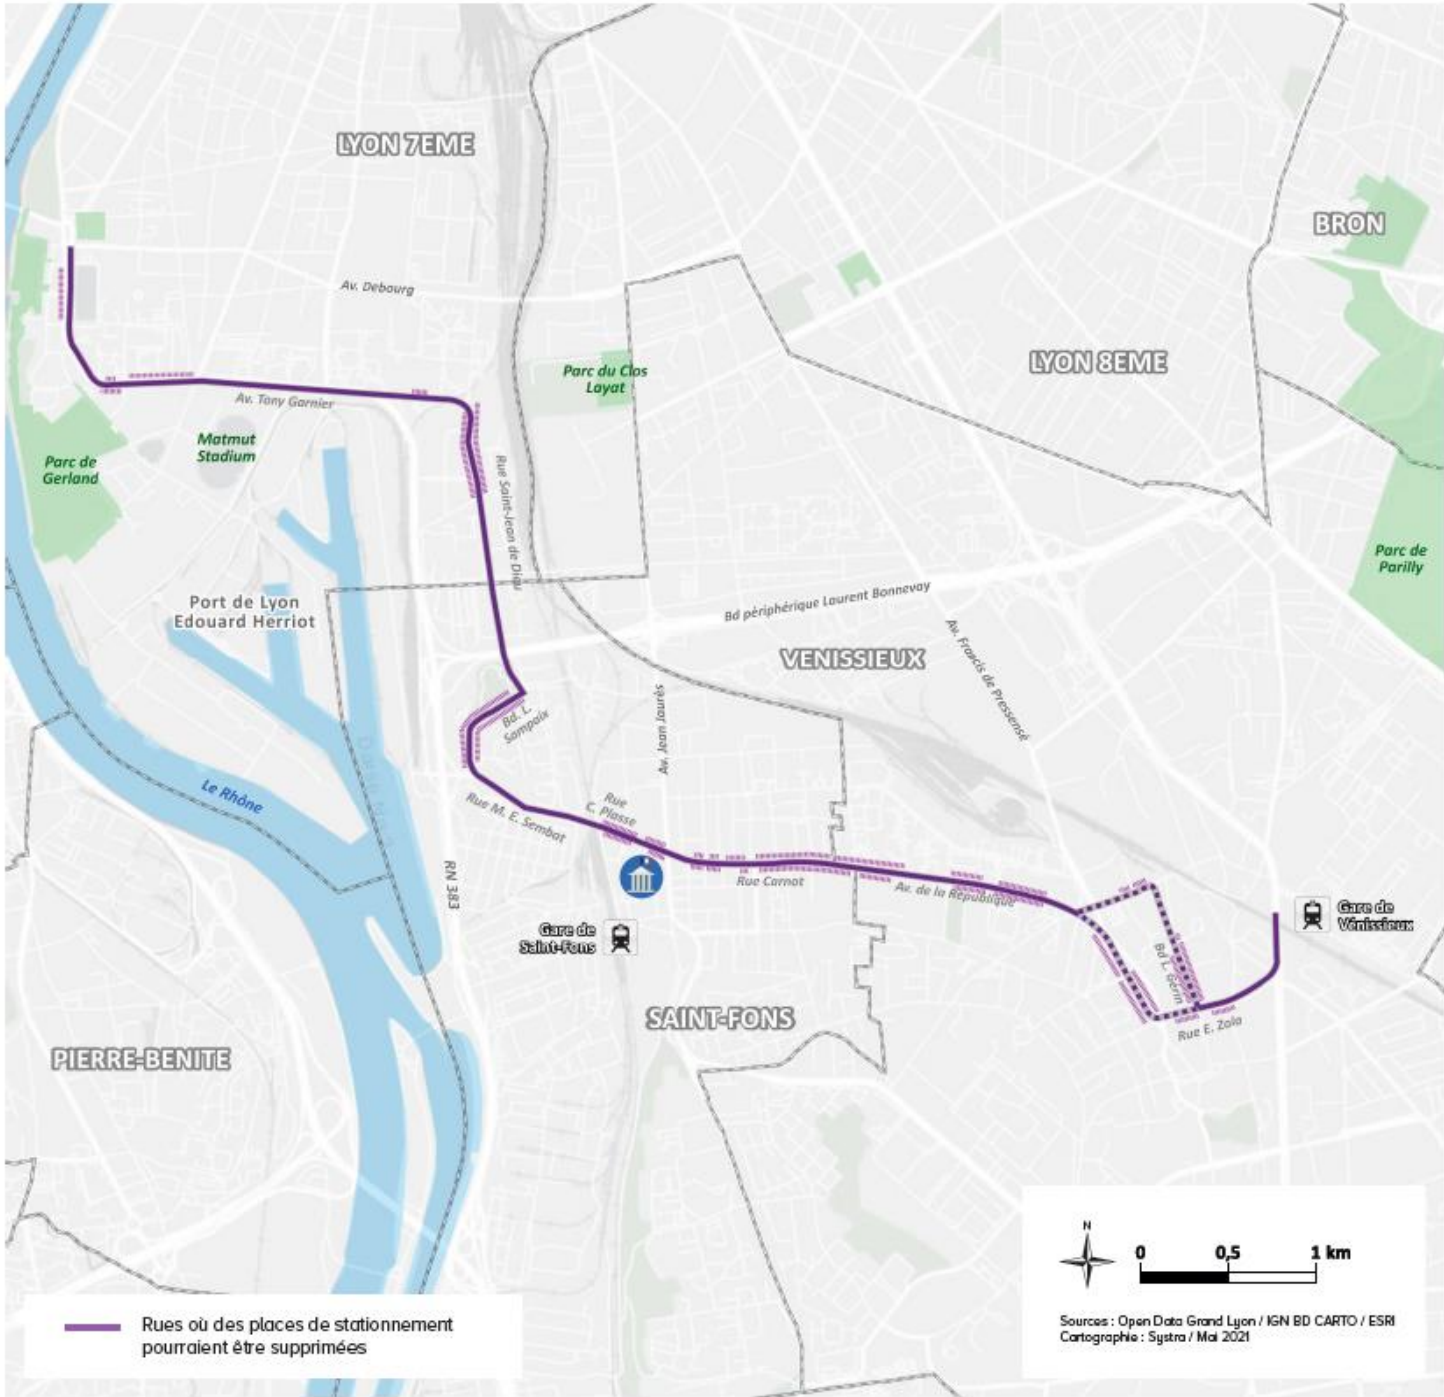 LYON 7EME
BRON
Av. Debourg
LYON 8EME
Parc du Clos
Layat
Av. Tony Garnier
Matmut
Stadium
Parc de
Gerland
Rue Saint-Jean de Dieu
Parc de
Parilly
Port de Lyon
Edouard Herriot
Bd périphérique Laurent Bonnevay
VENISSIEUX
Av. Francis de Pressensé
Bd. L.
Sampaix
Av. Jean Jaurès
Le Rhône
Rue M. E. Sembat
Rue
C. Plasse
RN 383
Rue Carnot
Av. de la République
Gare de
Saint-Fons
Bd L. Gérin
Gare de
Vénissieux
SAINT-FONS
Rue E. Zola
PIERRE-BENITE
N
0 0,5 1 km
Sources : Open Data Grand Lyon / IGN BD CARTO / ESRI
Cartographie : Systra / Mai 2021
Rues où des places de stationnement
pourraient être supprimées